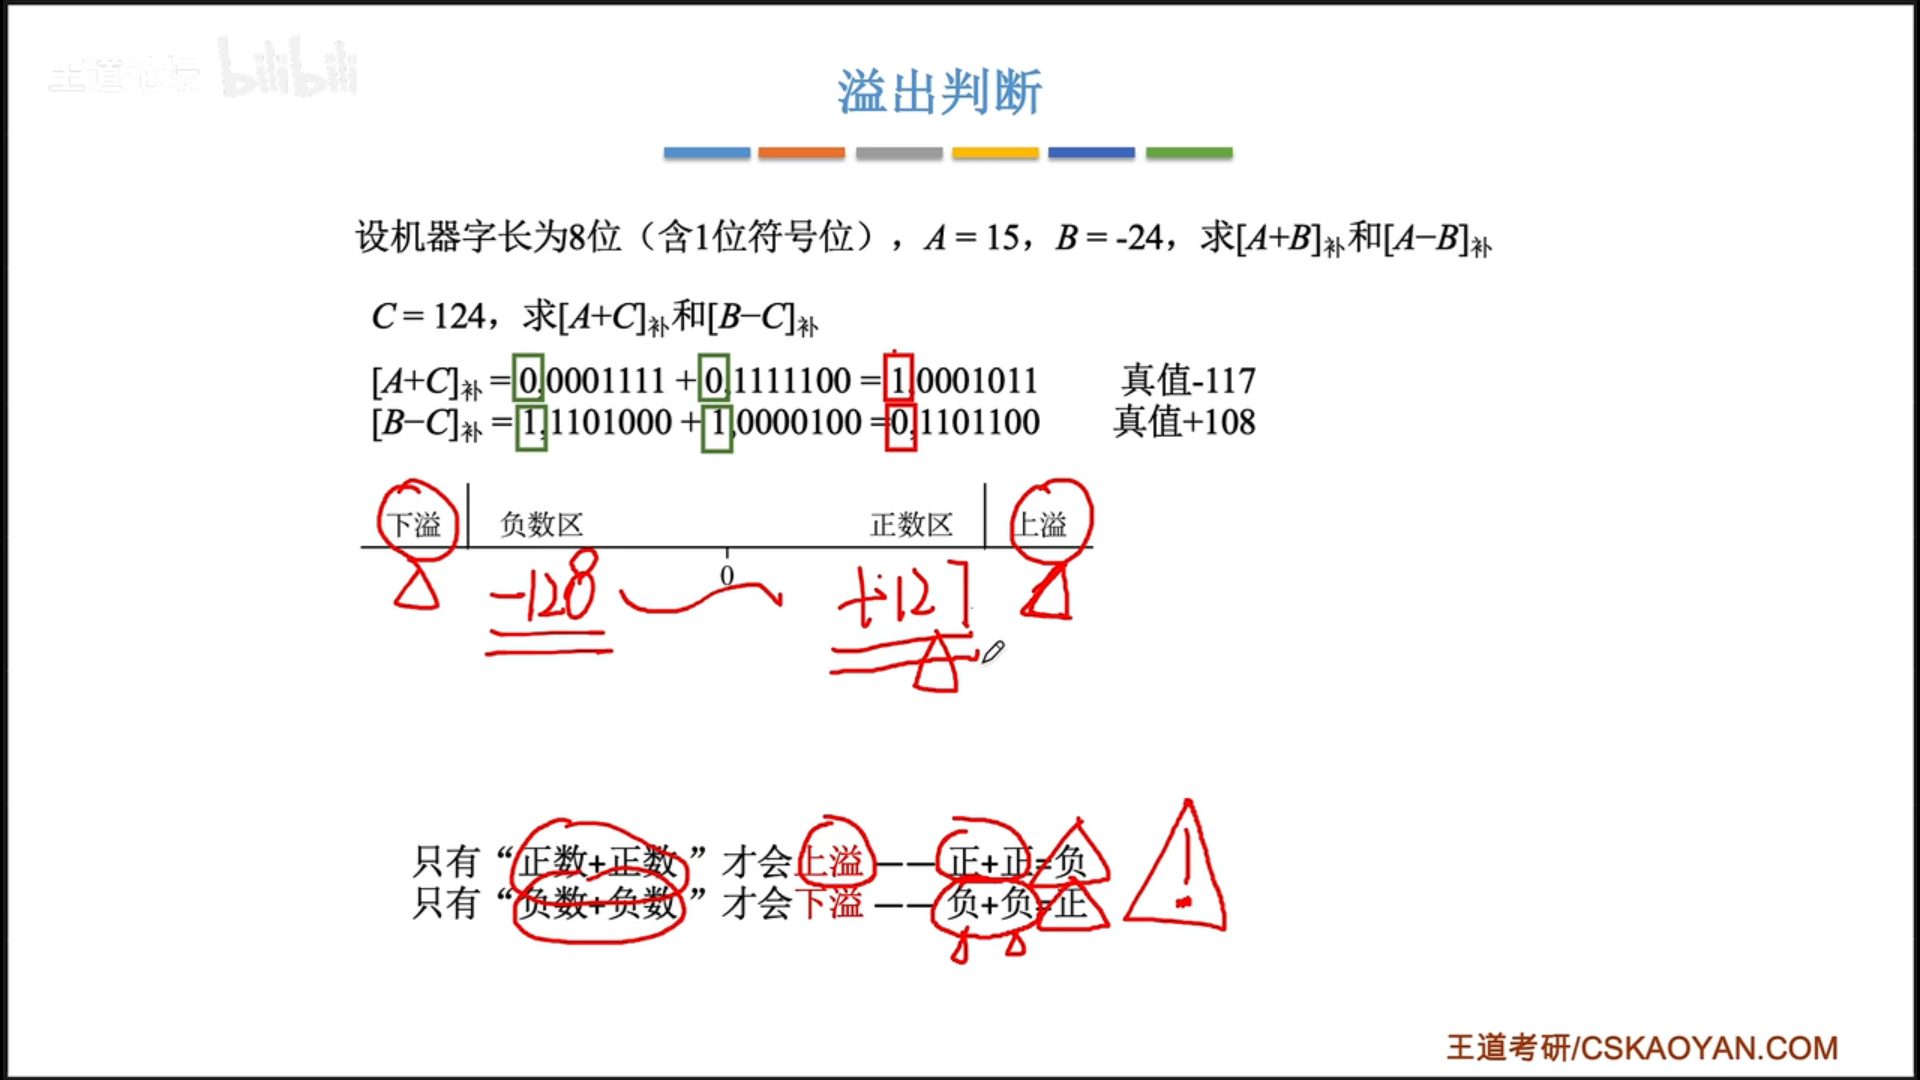 王道论坛 bilibili
溢出判断
设机器字长为8位（含1位符号位），A = 15，B = -24，求[A+B]补和[A−B]补
C = 124，求[A+C]补和[B−C]补
[A+C]补 = 0,0001111 + 0,1111100 = 1,0001011 真值-117
[B−C]补 = 1,1101000 + 1,0000100 =0,1101100 真值+108
下溢 负数区 正数区 上溢
0
-128 +127
只有“正数+正数”才会上溢——正+正=负
只有“负数+负数”才会下溢——负+负=正
!
王道考研/CSKAOYAN.COM